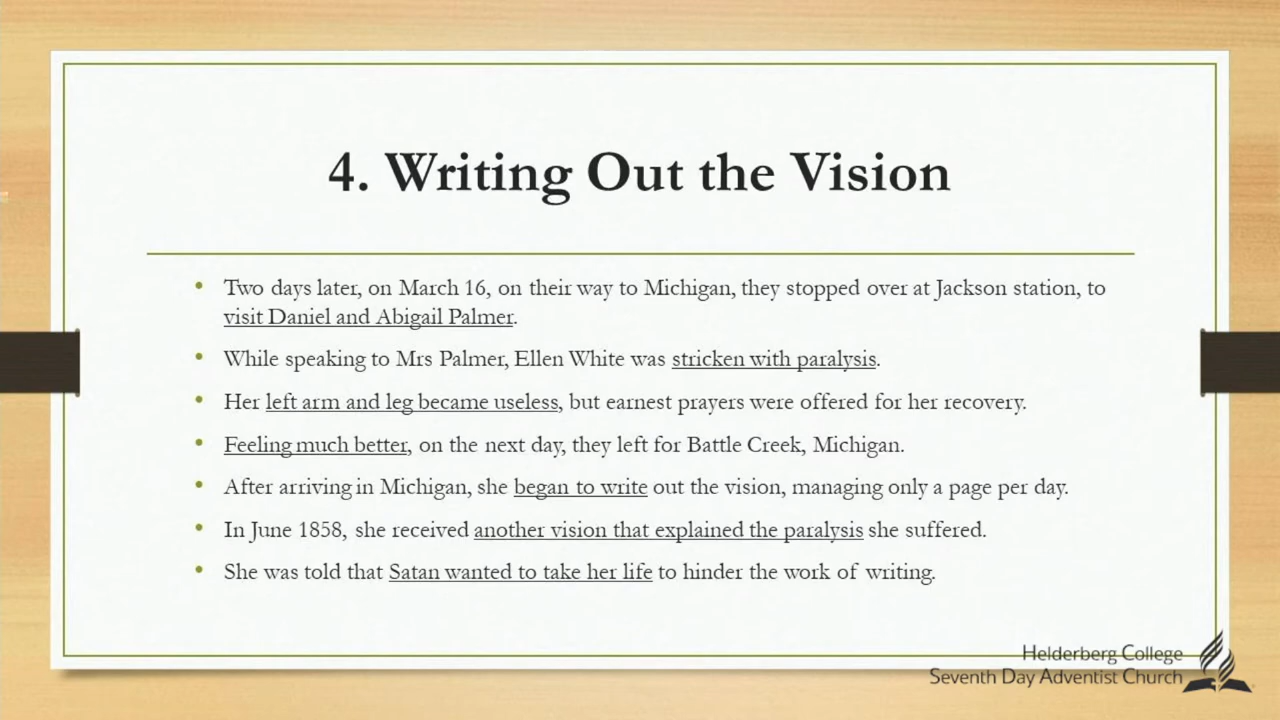 4. Writing Out the Vision
• Two days later, on March 16, on their way to Michigan, they stopped over at Jackson station, to
visit Daniel and Abigail Palmer.
• While speaking to Mrs Palmer, Ellen White was stricken with paralysis.
• Her left arm and leg became useless, but earnest prayers were offered for her recovery.
• Feeling much better, on the next day, they left for Battle Creek, Michigan.
• After arriving in Michigan, she began to write out the vision, managing only a page per day.
• In June 1858, she received another vision that explained the paralysis she suffered.
• She was told that Satan wanted to take her life to hinder the work of writing.
Helderberg College
Seventh Day Adventist Church